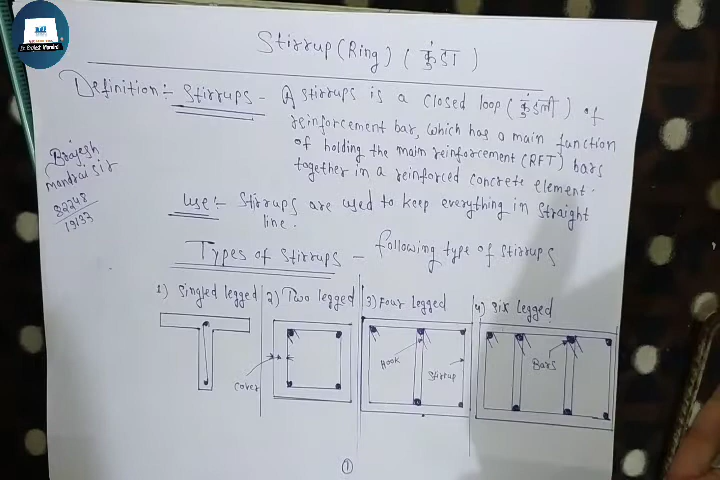 Stirrup (Ring) ( कुंडा )
Definition :- Stirrups - A stirrups is a closed loop (कुंडली) of
reinforcement bar, which has a main function
of holding the main reinforcement (RFT) bars
together in a reinforced concrete element.
Brajesh
Mandrai Sir
82248
19133
Use :- Stirrups are used to keep everything in straight
line.
Types of Stirrups - following type of stirrups
1) Singled legged 2) Two legged 3) Four legged 4) Six legged
cover
Hook
Stirrup
Bars
1